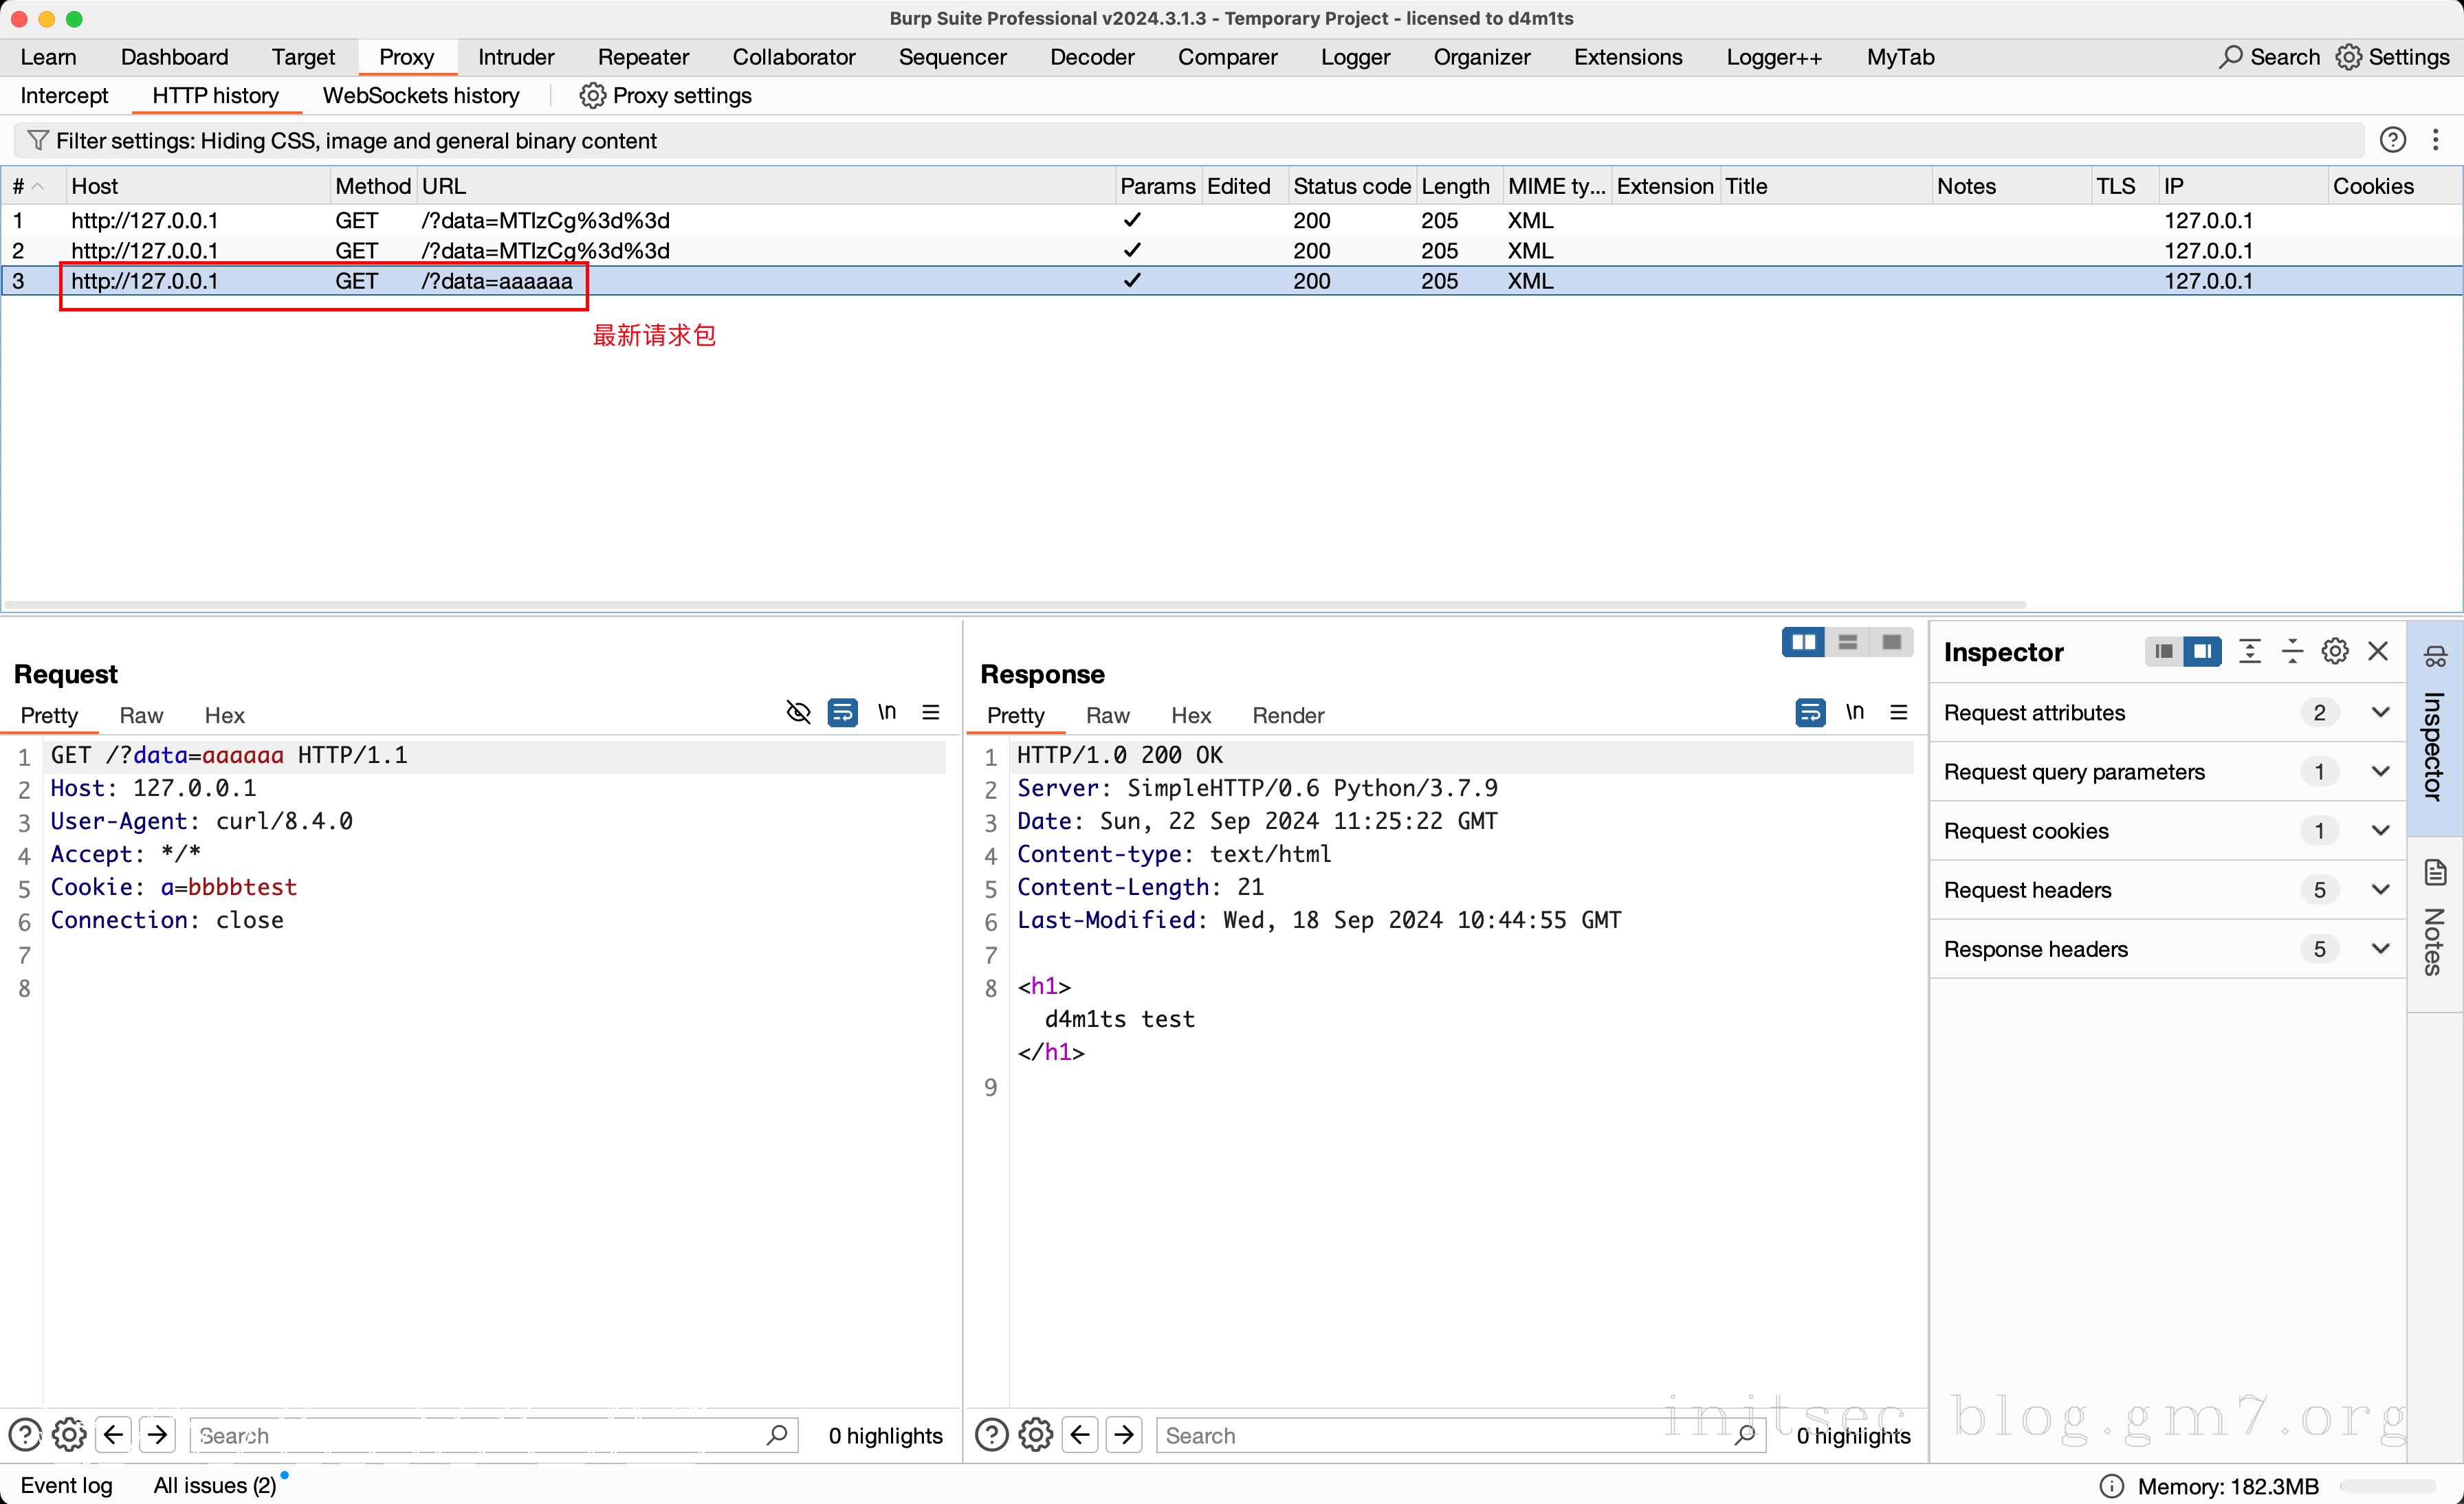 Burp Suite Professional v2024.3.1.3 - Temporary Project - licensed to d4m1ts
Learn Dashboard Target Proxy Intruder Repeater Collaborator Sequencer Decoder Comparer Logger Organizer Extensions Logger++ MyTab Search Settings
Intercept HTTP history WebSockets history Proxy settings
Filter settings: Hiding CSS, image and general binary content
# Host Method URL Params Edited Status code Length MIME ty... Extension Title Notes TLS IP Cookies
1 http://127.0.0.1 GET /?data=MTIzCg%3d%3d ✓ 200 205 XML 127.0.0.1
2 http://127.0.0.1 GET /?data=MTIzCg%3d%3d ✓ 200 205 XML 127.0.0.1
3 http://127.0.0.1 GET /?data=aaaaaa ✓ 200 205 XML 127.0.0.1
最新请求包
Request
Pretty Raw Hex \n
1 GET /?data=aaaaaa HTTP/1.1
2 Host: 127.0.0.1
3 User-Agent: curl/8.4.0
4 Accept: */*
5 Cookie: a=bbbbtest
6 Connection: close
7
8
Search 0 highlights
Response
Pretty Raw Hex Render \n
1 HTTP/1.0 200 OK
2 Server: SimpleHTTP/0.6 Python/3.7.9
3 Date: Sun, 22 Sep 2024 11:25:22 GMT
4 Content-type: text/html
5 Content-Length: 21
6 Last-Modified: Wed, 18 Sep 2024 10:44:55 GMT
7
8 <h1>
d4m1ts test
</h1>
9
Search 0 highlights
Inspector
Request attributes 2
Request query parameters 1
Request cookies 1
Request headers 5
Response headers 5
Inspector
Notes
initsec blog.gm7.org
Event log All issues (2) Memory: 182.3MB